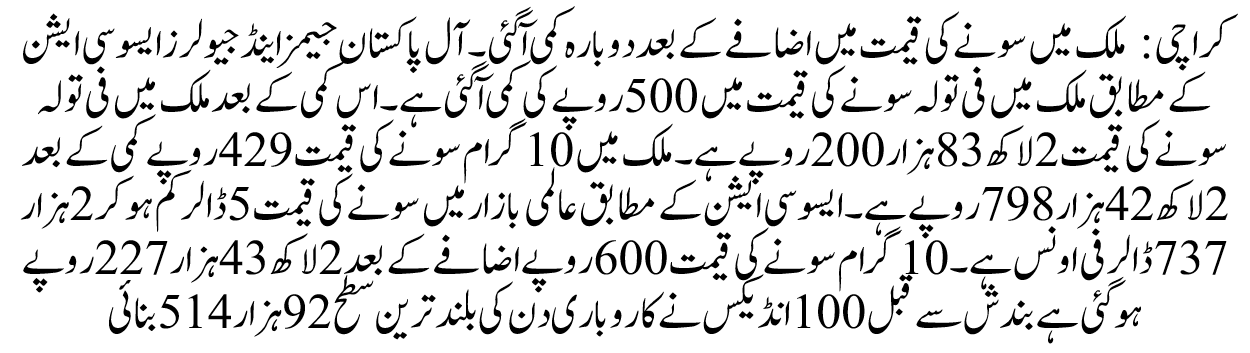 کراچی: ملک میں سونے کی قیمت میں اضافے کے بعد دوبارہ کمی آگئی۔ آل پاکستان جیمز اینڈ جیولرز ایسوسی ایشن
کے مطابق ملک میں فی تولہ سونے کی قیمت میں 500 روپے کی کمی آگئی ہے۔ اس کمی کے بعد ملک میں فی تولہ
سونے کی قیمت 2 لاکھ 83 ہزار 200 روپے ہے۔ ملک میں 10 گرام سونے کی قیمت 429 روپے کمی کے بعد
2 لاکھ 42 ہزار 798 روپے ہے۔ ایسوسی ایشن کے مطابق عالمی بازار میں سونے کی قیمت 5 ڈالر کم ہو کر 2 ہزار
737 ڈالر فی اونس ہے۔ 10 گرام سونے کی قیمت 600 روپے اضافے کے بعد 2 لاکھ 43 ہزار 227 روپے
ہوگئی ہے بندش سے قبل 100 انڈیکس نے کاروباری دن کی بلند ترین سطح 92 ہزار 514 بنائی